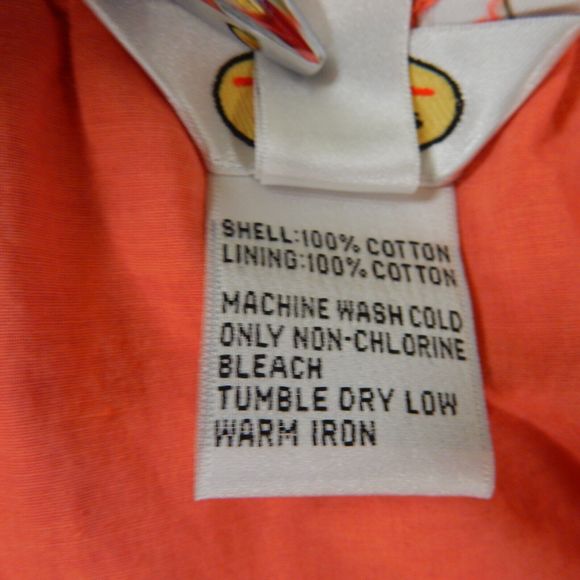 SHELL:100% COTTON
LINING:100% COTTON
MACHINE WASH COLD
ONLY NON-CHLORINE
BLEACH
TUMBLE DRY LOW
WARM IRON